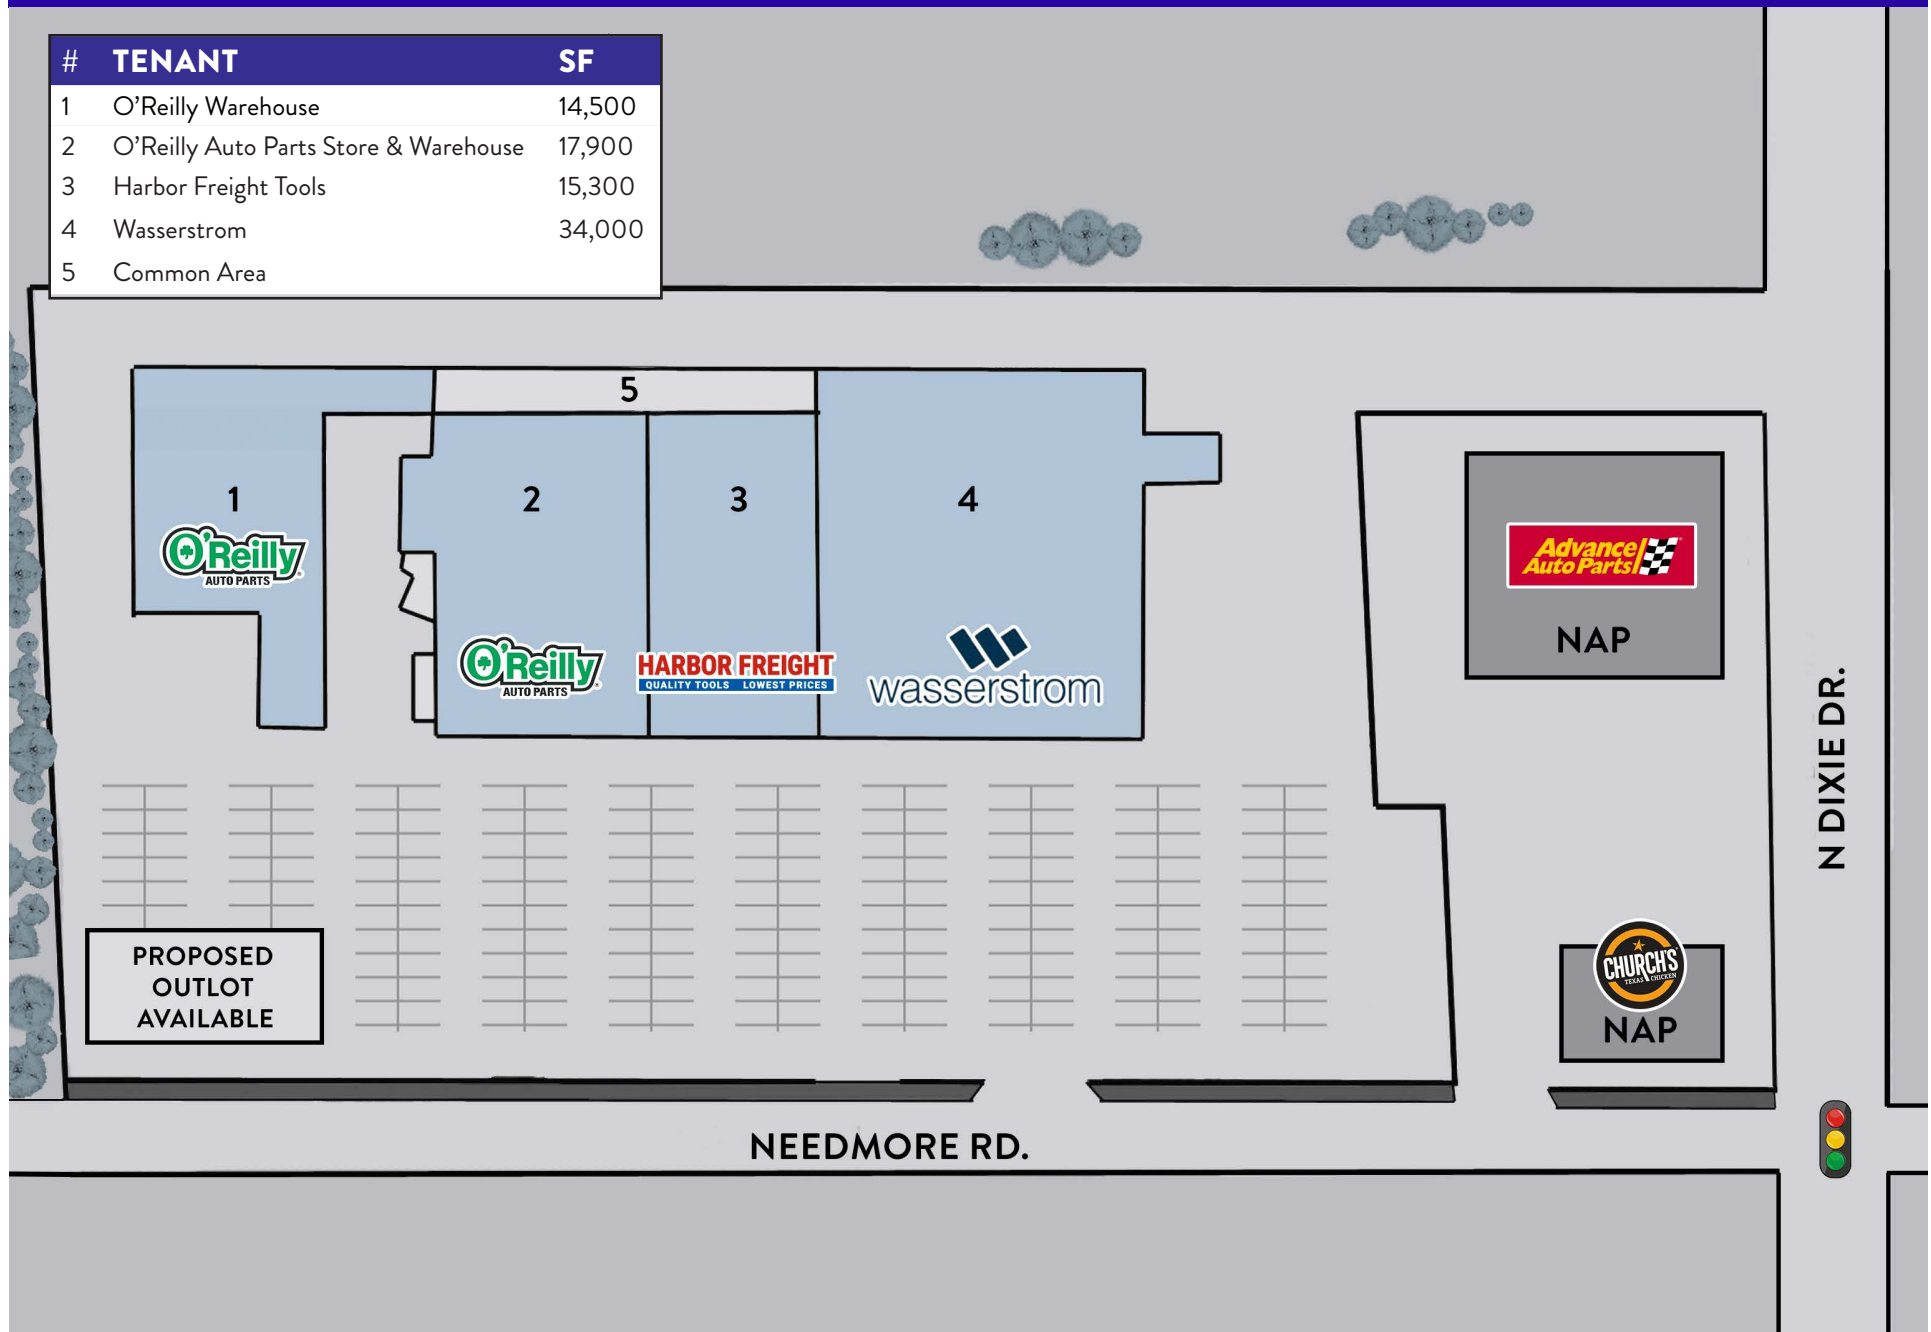 # TENANT SF
1 O'Reilly Warehouse 14,500
2 O'Reilly Auto Parts Store & Warehouse 17,900
3 Harbor Freight Tools 15,300
4 Wasserstrom 34,000
5 Common Area
5
1
2
3
4
O'Reilly
AUTO PARTS
O'Reilly
AUTO PARTS
HARBOR FREIGHT
QUALITY TOOLS LOWEST PRICES
wasserstrom
Advance
Auto Parts
NAP
N DIXIE DR.
PROPOSED
OUTLOT
AVAILABLE
CHURCH'S
TEXAS CHICKEN
NAP
NEEDMORE RD.